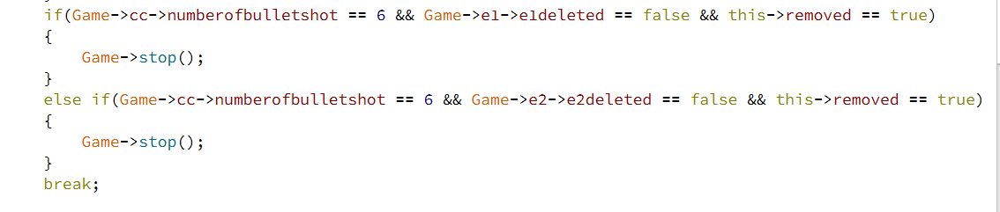 if(Game->cc->numberofbulletshot == 6 && Game->e1->e1deleted == false && this->removed == true)
{
Game->stop();
}
else if(Game->cc->numberofbulletshot == 6 && Game->e2->e2deleted == false && this->removed == true)
{
Game->stop();
}
break;